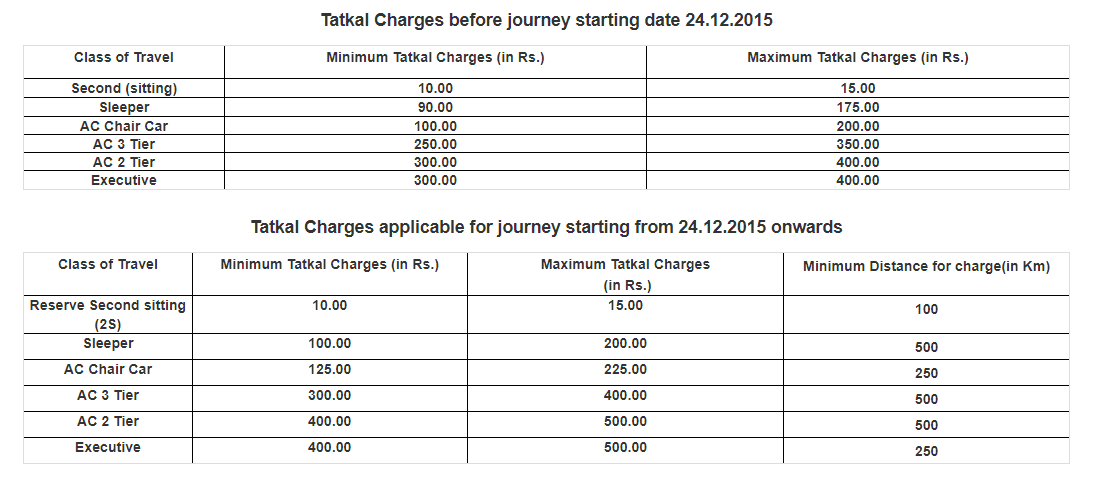 Tatkal Charges before journey starting date 24.12.2015
Class of Travel Minimum Tatkal Charges (in Rs.) Maximum Tatkal Charges (in Rs.)
Second (sitting) 10.00 15.00
Sleeper 90.00 175.00
AC Chair Car 100.00 200.00
AC 3 Tier 250.00 350.00
AC 2 Tier 300.00 400.00
Executive 300.00 400.00
Tatkal Charges applicable for journey starting from 24.12.2015 onwards
Class of Travel Minimum Tatkal Charges (in Rs.) Maximum Tatkal Charges Minimum Distance for charge(in Km)
(in Rs.)
Reserve Second sitting 10.00 15.00 100
(2S)
Sleeper 100.00 200.00 500
AC Chair Car 125.00 225.00 250
AC 3 Tier 300.00 400.00 500
AC 2 Tier 400.00 500.00 500
Executive 400.00 500.00 250